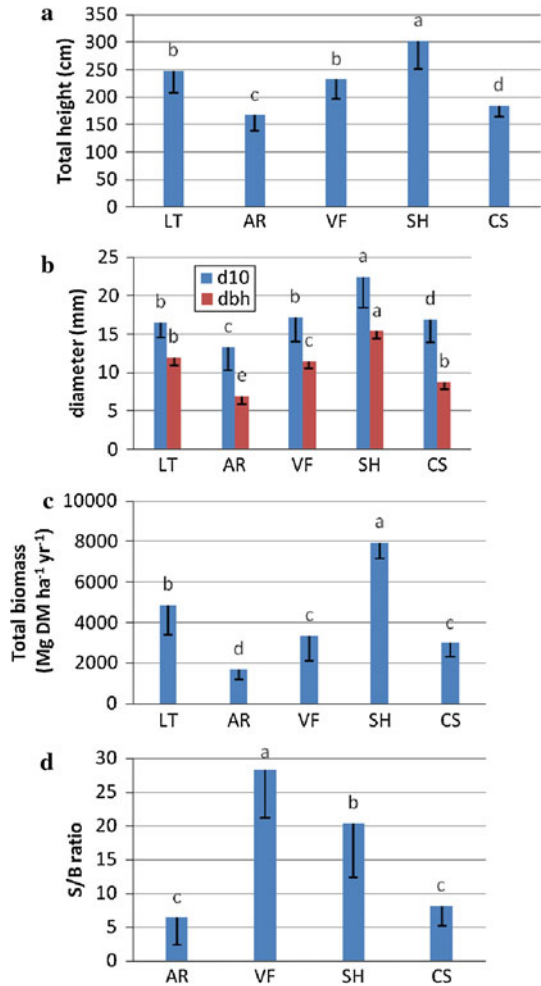 a
Total height (cm)
350
300
250
200
150
100
50
0
b
c
b
a
d
LT AR VF SH CS
b
diameter (mm)
25
20
15
10
5
0
d10
dbh
b
b
c
e
b
c
a
a
d
b
LT AR VF SH CS
c
Total biomass
(Mg DM ha⁻¹ yr⁻¹)
10000
8000
6000
4000
2000
0
b
d
c
a
c
LT AR VF SH CS
d
S/B ratio
30
25
20
15
10
5
0
c
a
b
c
AR VF SH CS